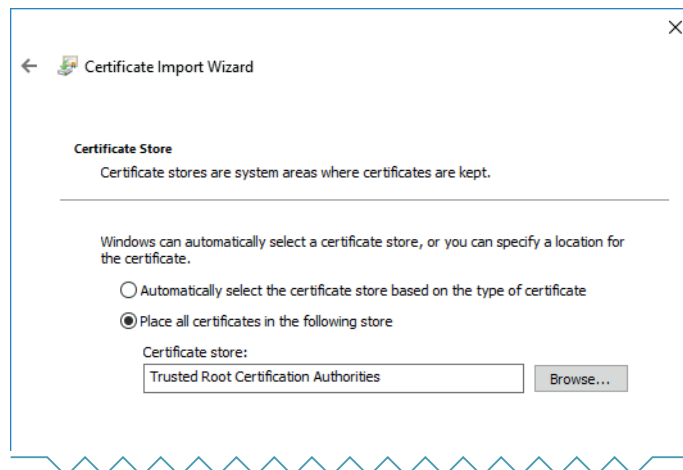 Certificate Import Wizard
Certificate Store
Certificate stores are system areas where certificates are kept.
Windows can automatically select a certificate store, or you can specify a location for
the certificate.
Automatically select the certificate store based on the type of certificate
Place all certificates in the following store
Certificate store:
Trusted Root Certification Authorities
Browse...